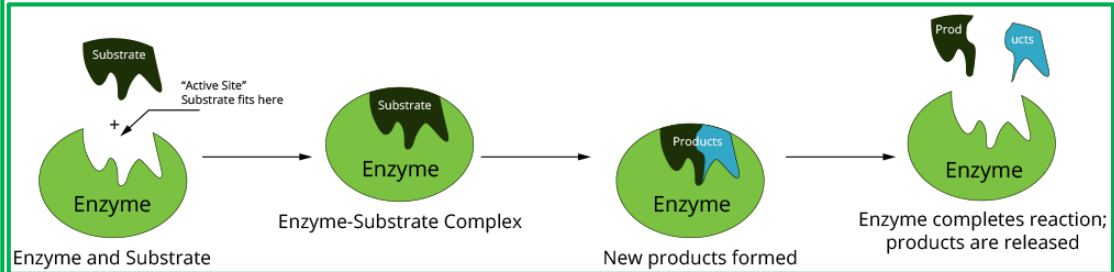 Substrate
“Active Site”
Substrate fits here
+
Enzyme
Enzyme and Substrate
Substrate
Enzyme
Enzyme-Substrate Complex
Products
Enzyme
New products formed
Prod
ucts
Enzyme
Enzyme completes reaction;
products are released